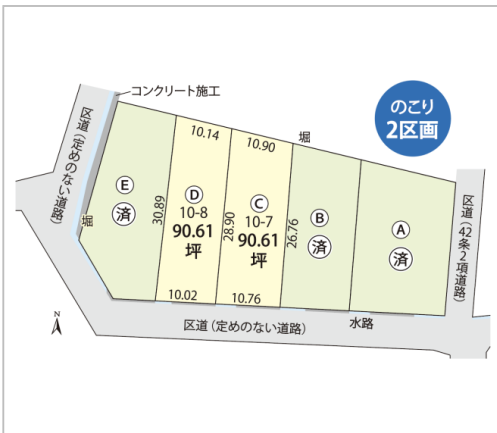 コンクリート施工
のこり
2区画
区道(定めのない道路)
堀
10.14
10.90
堀
E
済
30.89
D
10-8
90.61
坪
28.90
C
10-7
90.61
坪
26.76
B
済
A
済
区道(42条2項道路)
10.02
10.76
区道(定めのない道路)
水路
N